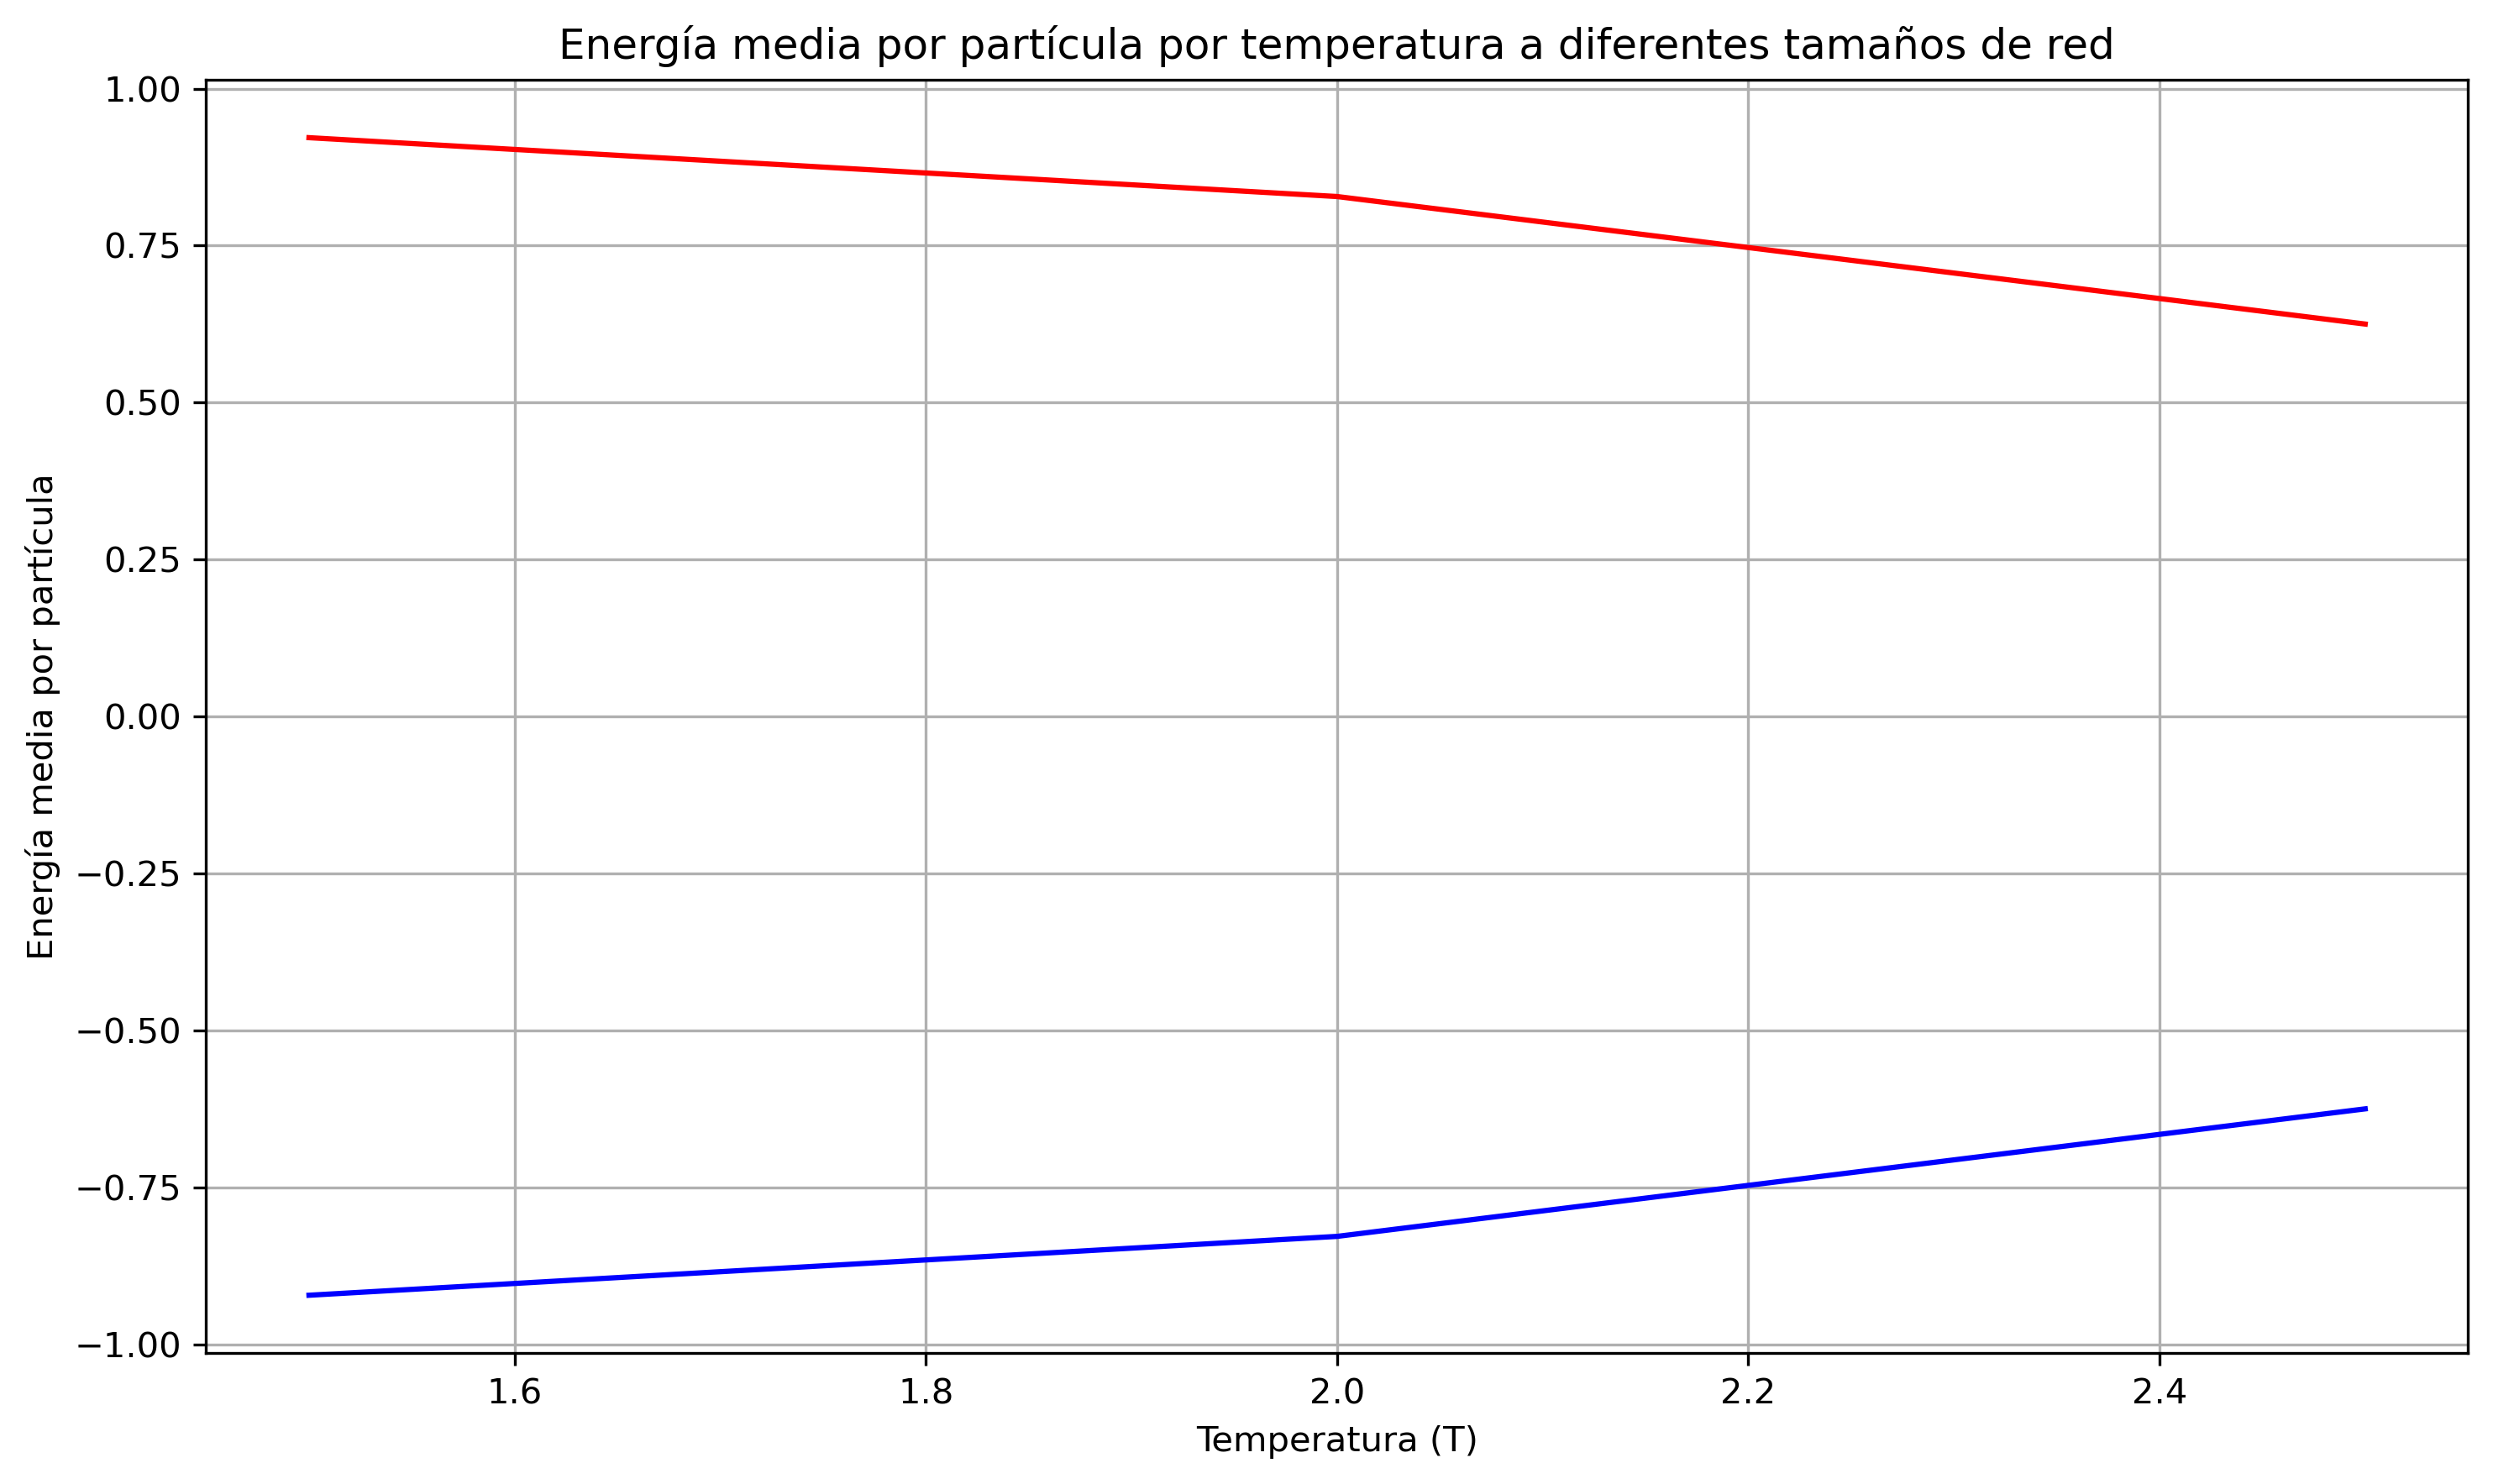 Energía media por partícula por temperatura a diferentes tamaños de red
Energía media por partícula
1.00
0.75
0.50
0.25
0.00
−0.25
−0.50
−0.75
−1.00
1.6 1.8 2.0 2.2 2.4
Temperatura (T)